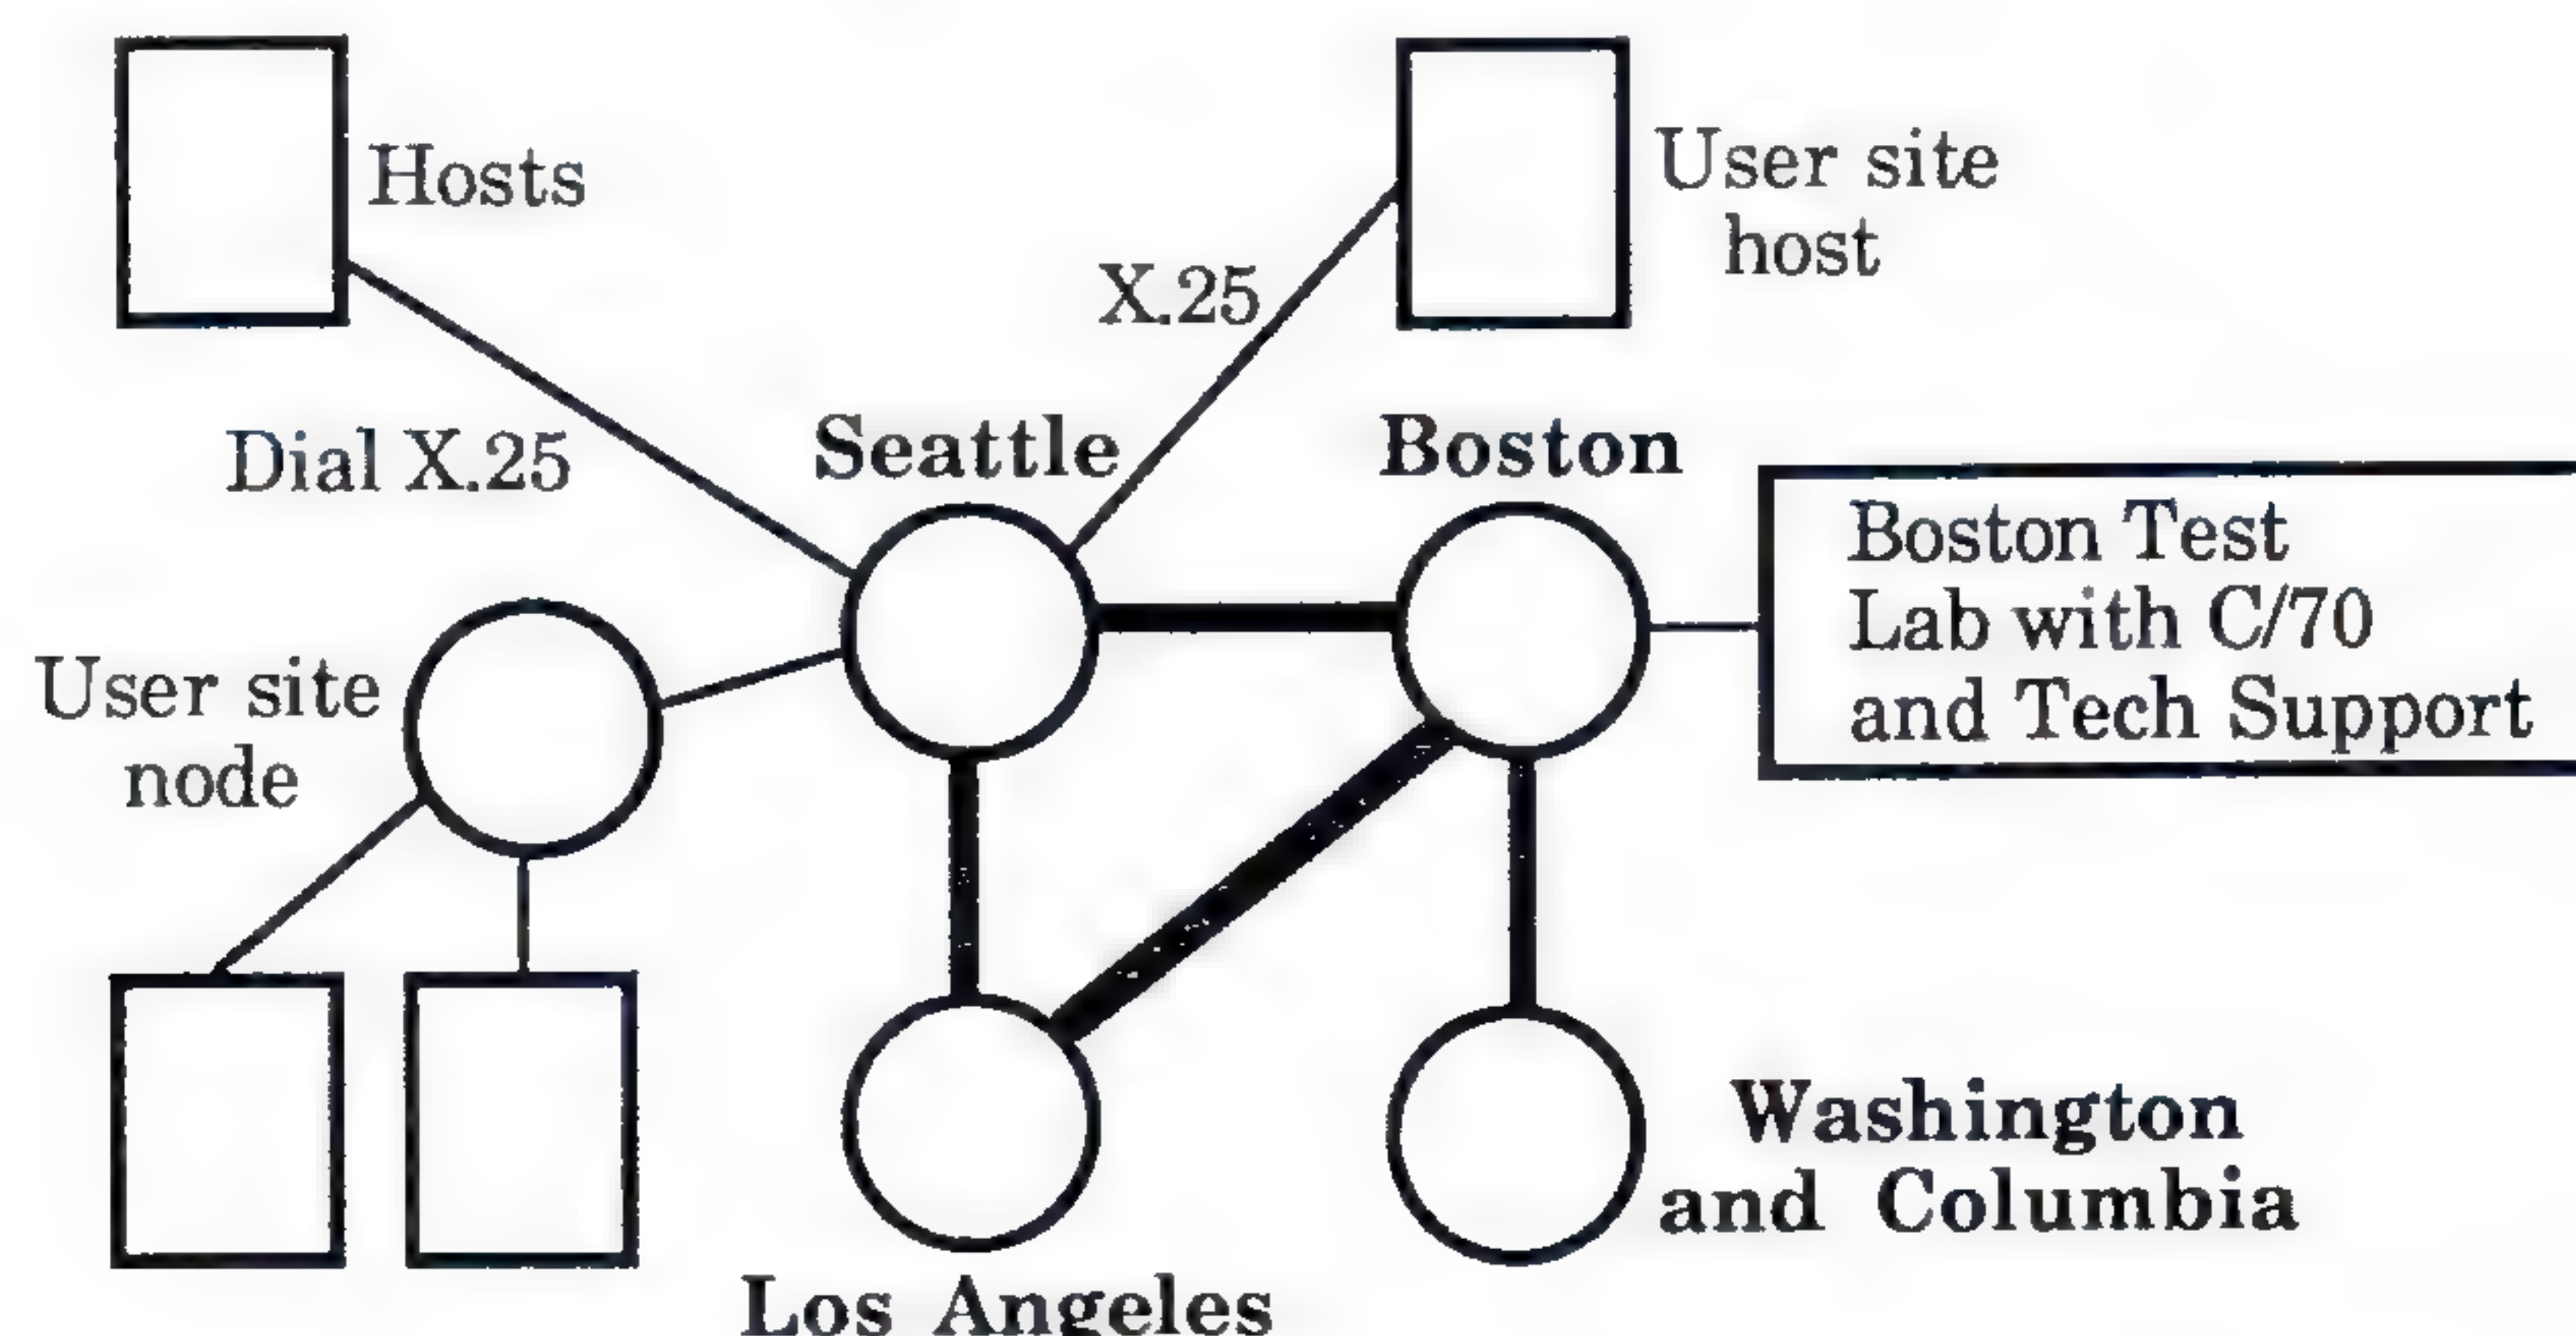 Hosts
User site
host
X.25
Dial X.25
Seattle
Boston
Boston Test
Lab with C/70
and Tech Support
User site
node
Washington
and Columbia
Los Angeles